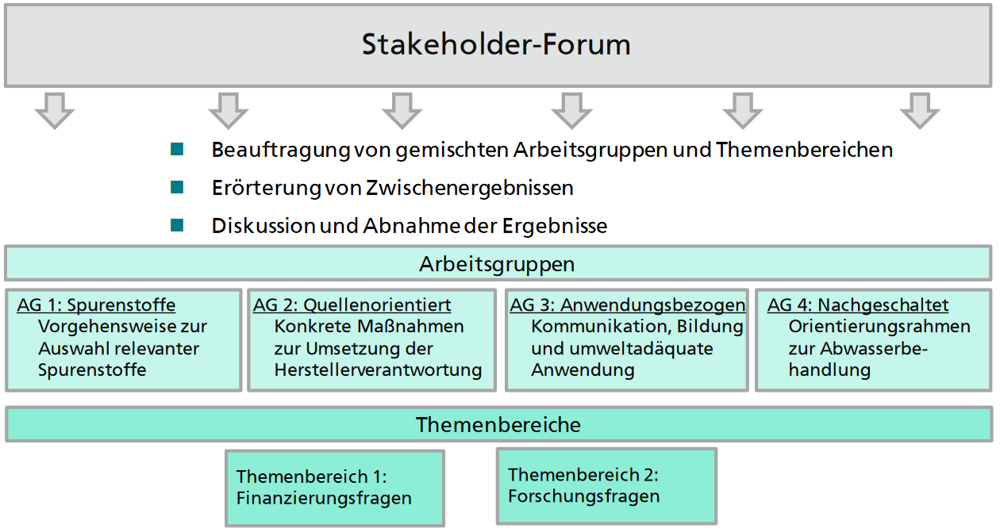 Stakeholder-Forum
Beauftragung von gemischten Arbeitsgruppen und Themenbereichen
Erörterung von Zwischenergebnissen
Diskussion und Abnahme der Ergebnisse
Arbeitsgruppen
AG 1: Spurenstoffe
Vorgehensweise zur
Auswahl relevanter
Spurenstoffe
AG 2: Quellenorientiert
Konkrete Maßnahmen
zur Umsetzung der
Herstellerverantwortung
AG 3: Anwendungsbezogen
Kommunikation, Bildung
und umweltadäquate
Anwendung
AG 4: Nachgeschaltet
Orientierungsrahmen
zur Abwasserbe-
handlung
Themenbereiche
Themenbereich 1:
Finanzierungsfragen
Themenbereich 2:
Forschungsfragen